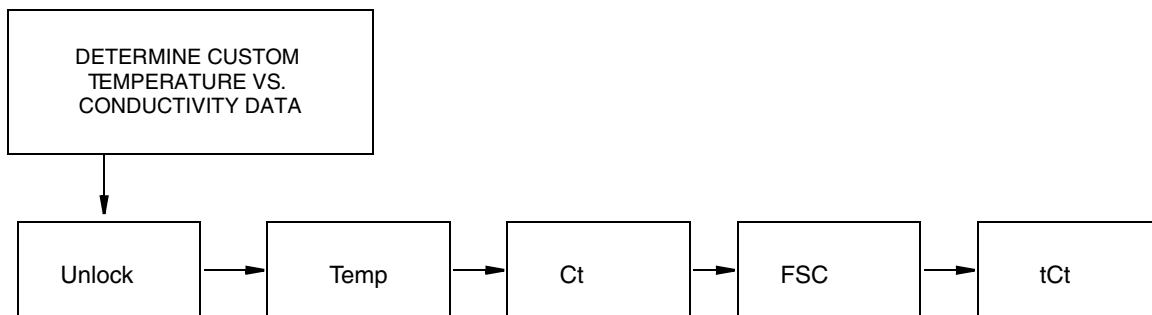 DETERMINE CUSTOM
TEMPERATURE VS.
CONDUCTIVITY DATA
Unlock
Temp
Ct
FSC
tCt